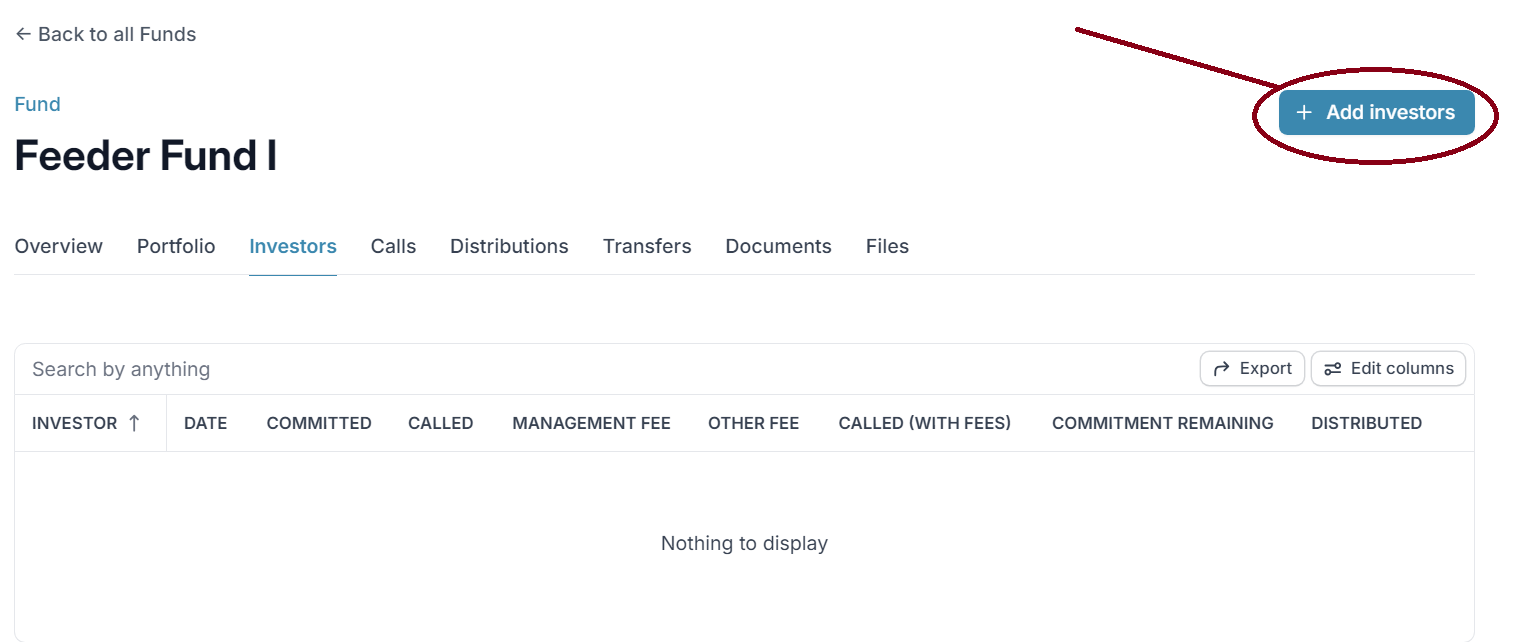 ← Back to all Funds
Fund
+ Add investors
Feeder Fund I
Overview Portfolio Investors Calls Distributions Transfers Documents Files
Search by anything Export Edit columns
INVESTOR ↑ DATE COMMITTED CALLED MANAGEMENT FEE OTHER FEE CALLED (WITH FEES) COMMITMENT REMAINING DISTRIBUTED
Nothing to display